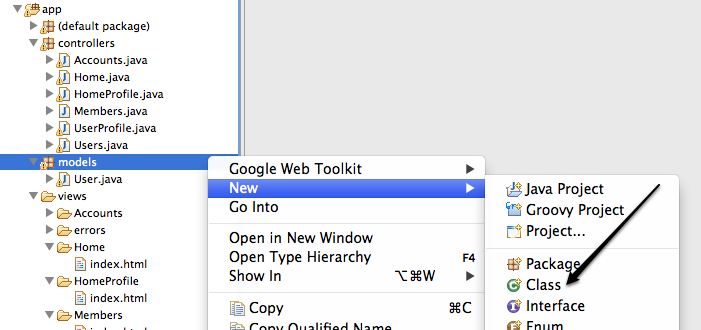 app
(default package)
controllers
Accounts.java
Home.java
HomeProfile.java
Members.java
UserProfile.java
Users.java
models
User.java
views
Accounts
errors
Home
index.html
HomeProfile
index.html
Members
index.html
Google Web Toolkit
New
Go Into
Open in New Window
Open Type Hierarchy F4
Show In ⌥⌘W
Copy ⌘C
Copy Qualified Name
Java Project
Groovy Project
Project...
Package
Class
Interface
Enum